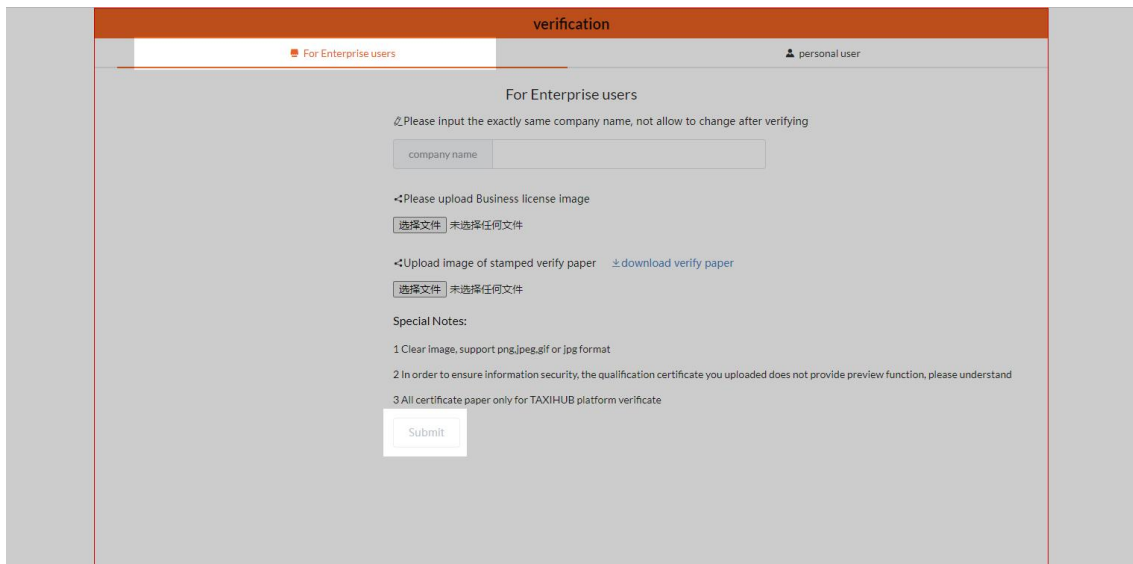 verification
For Enterprise users
personal user
For Enterprise users
Please input the exactly same company name, not allow to change after verifying
company name
Please upload Business license image
选择文件 未选择任何文件
Upload image of stamped verify paper download verify paper
选择文件 未选择任何文件
Special Notes:
1 Clear image, support png,jpeg,gif or jpg format
2 In order to ensure information security, the qualification certificate you uploaded does not provide preview function, please understand
3 All certificate paper only for TAXIHUB platform verificate
Submit